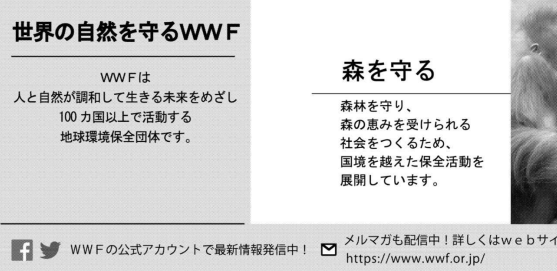 世界の自然を守るWWF
WWFは
人と自然が調和して生きる未来をめざし
100カ国以上で活動する
地球環境保全団体です。
森を守る
森林を守り、
森の恵みを受けられる
社会をつくるため、
国境を越えた保全活動を
展開しています。
WWFの公式アカウントで最新情報発信中!
メルマガも配信中!詳しくはwebサイ
https://www.wwf.or.jp/